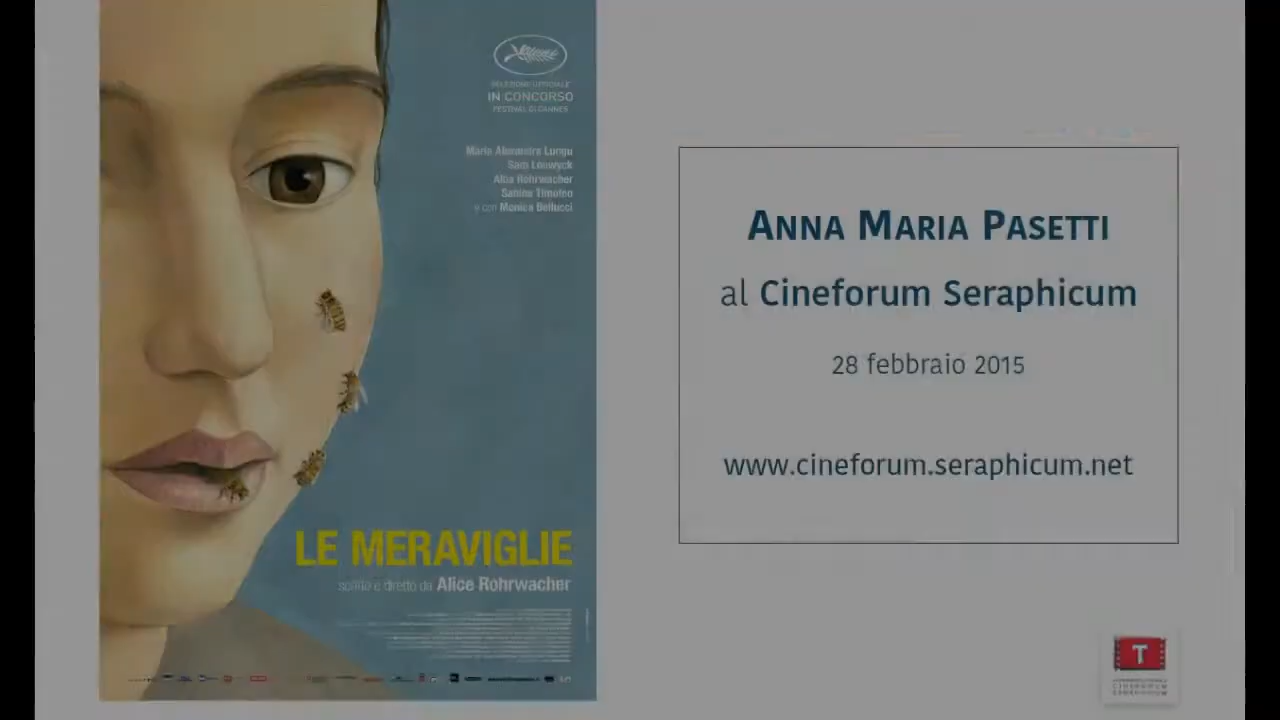 SELEZIONE UFFICIALE
IN CONCORSO
FESTIVAL DI CANNES
Maria Alexandra Lungu
Sam Louwyck
Alba Rohrwacher
Sabine Timoteo
e con Monica Bellucci
LE MERAVIGLIE
scritto e diretto da Alice Rohrwacher
ANNA MARIA PASETTI
al Cineforum Seraphicum
28 febbraio 2015
www.cineforum.seraphicum.net
T
CINEFORUM
SERAPHICUM